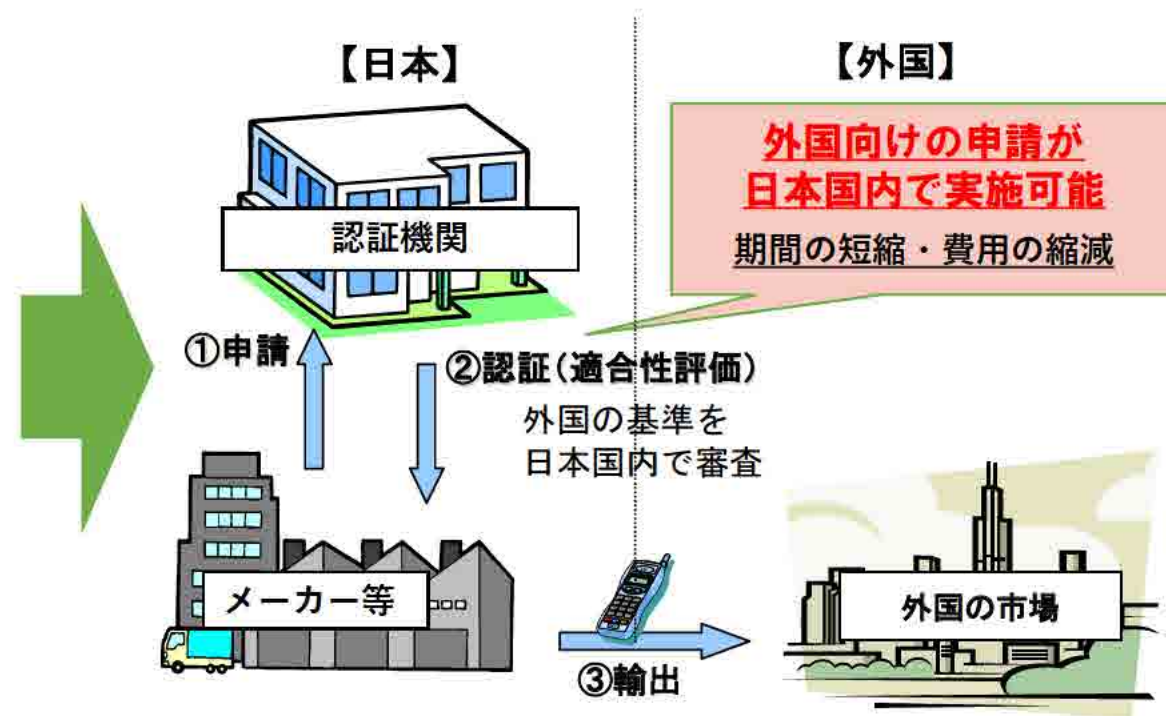 【日本】
【外国】
外国向けの申請が
日本国内で実施可能
期間の短縮・費用の縮減
認証機関
①申請
②認証(適合性評価)
外国の基準を
日本国内で審査
メーカー等
外国の市場
③輸出